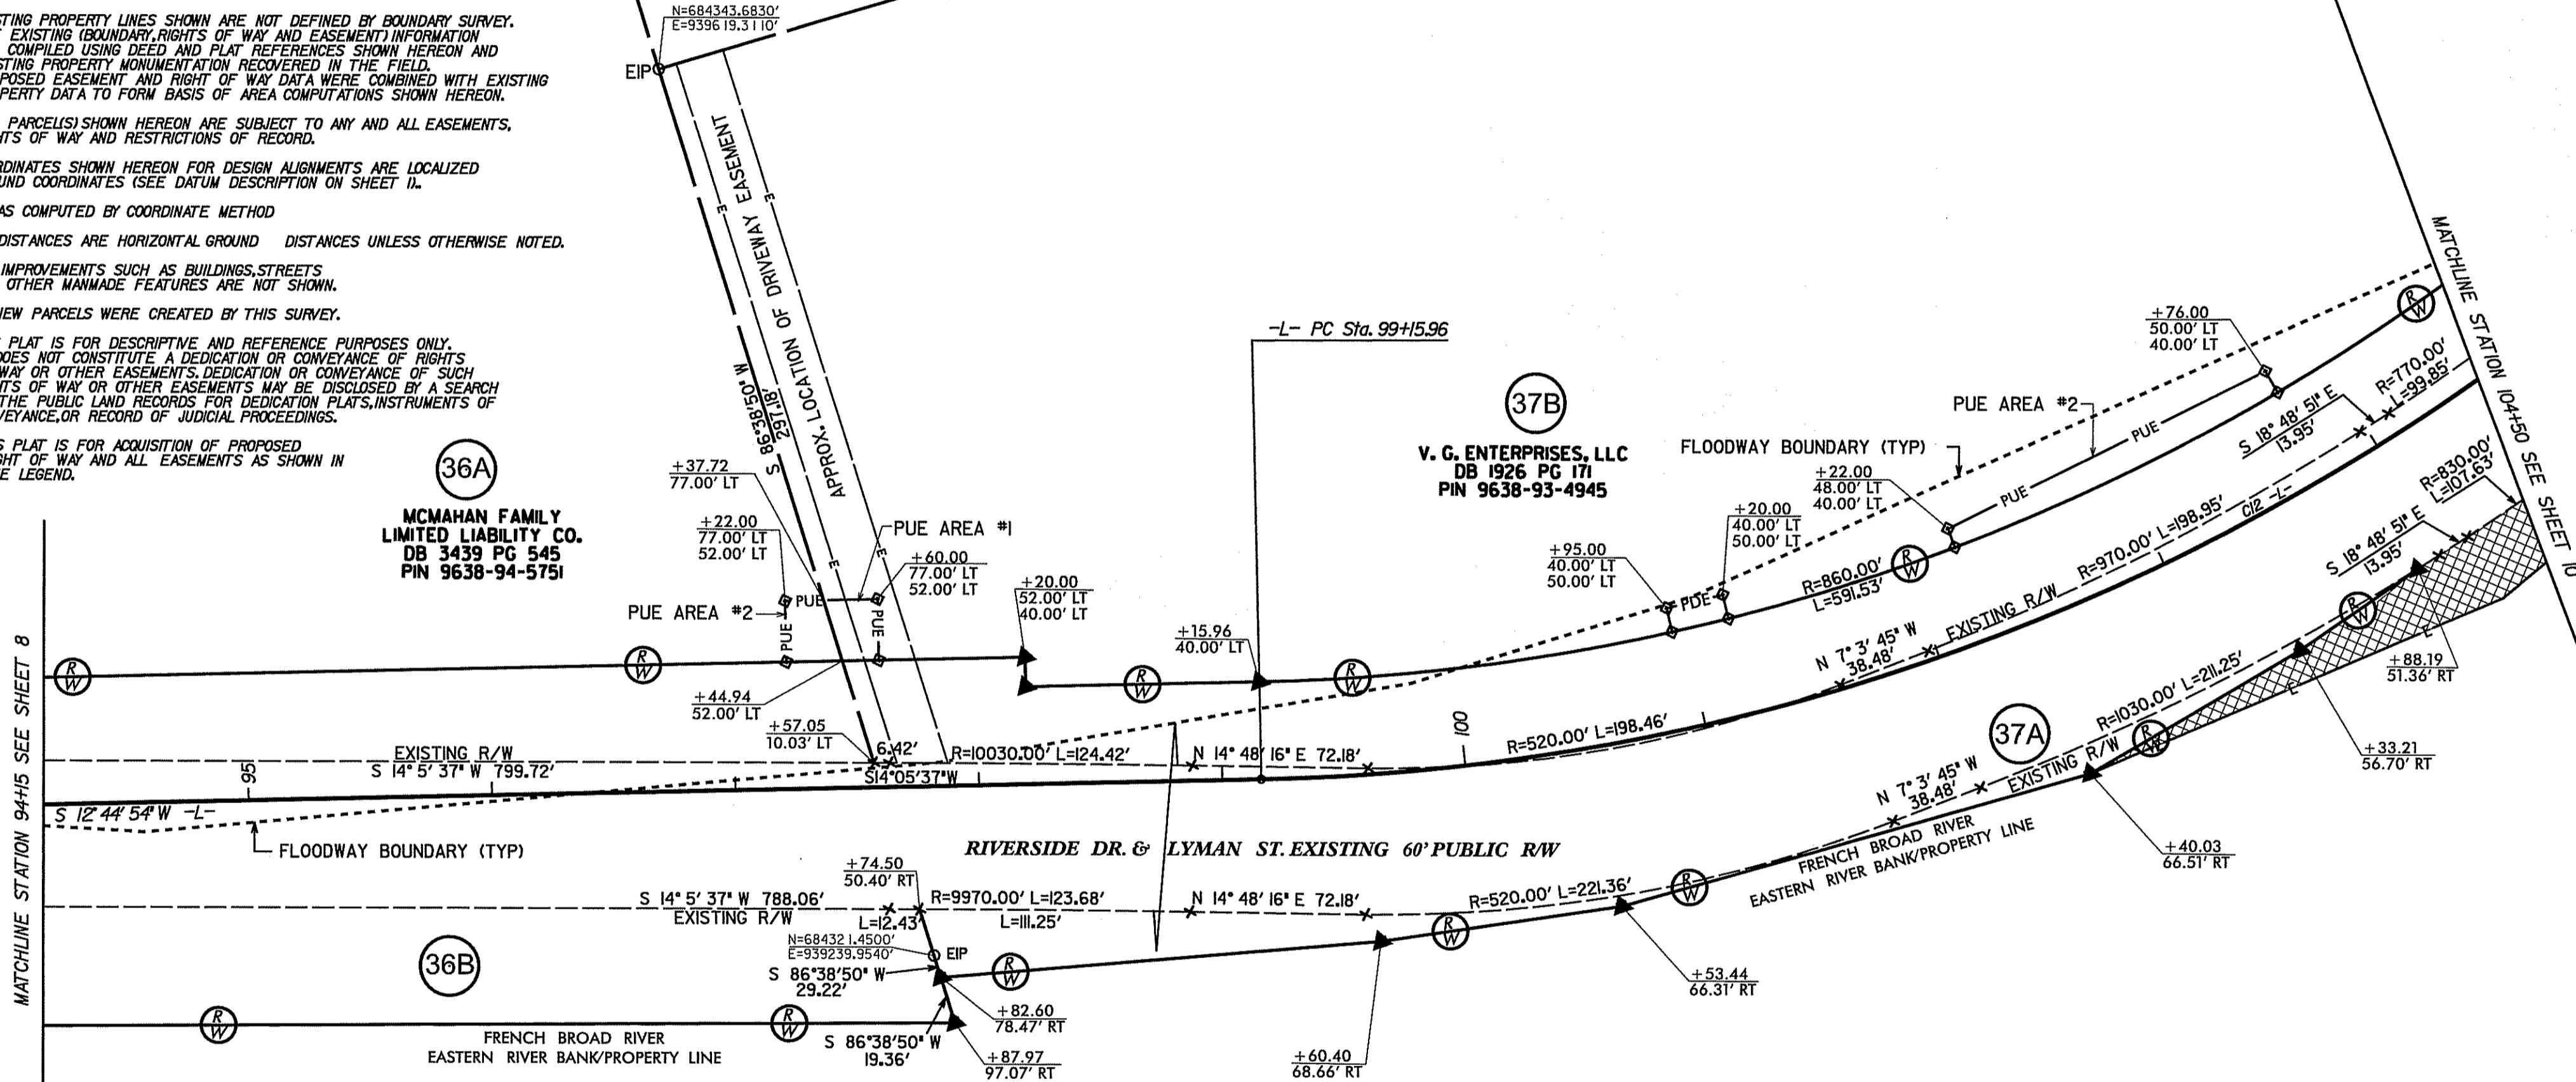 STING PROPERTY LINES SHOWN ARE NOT DEFINED BY BOUNDARY SURVEY.
EXISTING (BOUNDARY,RIGHTS OF WAY AND EASEMENT) INFORMATION
COMPILED USING DEED AND PLAT REFERENCES SHOWN HEREON AND
STING PROPERTY MONUMENTATION RECOVERED IN THE FIELD.
POSED EASEMENT AND RIGHT OF WAY DATA WERE COMBINED WITH EXISTING
PERTY DATA TO FORM BASIS OF AREA COMPUTATIONS SHOWN HEREON.
PARCEL(S) SHOWN HEREON ARE SUBJECT TO ANY AND ALL EASEMENTS,
HTS OF WAY AND RESTRICTIONS OF RECORD.
RDINATES SHOWN HEREON FOR DESIGN ALIGNMENTS ARE LOCALIZED
UND COORDINATES (SEE DATUM DESCRIPTION ON SHEET 1)..
AS COMPUTED BY COORDINATE METHOD
DISTANCES ARE HORIZONTAL GROUND DISTANCES UNLESS OTHERWISE NOTED.
IMPROVEMENTS SUCH AS BUILDINGS,STREETS
OTHER MANMADE FEATURES ARE NOT SHOWN.
NEW PARCELS WERE CREATED BY THIS SURVEY.
PLAT IS FOR DESCRIPTIVE AND REFERENCE PURPOSES ONLY.
DOES NOT CONSTITUTE A DEDICATION OR CONVEYANCE OF RIGHTS
WAY OR OTHER EASEMENTS. DEDICATION OR CONVEYANCE OF SUCH
HTS OF WAY OR OTHER EASEMENTS MAY BE DISCLOSED BY A SEARCH
THE PUBLIC LAND RECORDS FOR DEDICATION PLATS,INSTRUMENTS OF
VEYANCE,OR RECORD OF JUDICIAL PROCEEDINGS.
S PLAT IS FOR ACQUISITION OF PROPOSED
GHT OF WAY AND ALL EASEMENTS AS SHOWN IN
E LEGEND.
N=684343.6830'
E=939619.3110'
EIP
APPROX. LOCATION OF DRIVEWAY EASEMENT
E
E
E
E
S 86°38'50" W
297.18'
36A
MCMAHAN FAMILY
LIMITED LIABILITY CO.
DB 3439 PG 545
PIN 9638-94-5751
+37.72
77.00' LT
+22.00
77.00' LT
52.00' LT
PUE AREA #1
+60.00
77.00' LT
52.00' LT
PUE AREA #2
PUE
PUE
PUE
+20.00
52.00' LT
40.00' LT
+44.94
52.00' LT
+57.05
10.03' LT
6.42'
+15.96
40.00' LT
-L- PC Sta. 99+15.96
37B
V. G. ENTERPRISES, LLC
DB 1926 PG 171
PIN 9638-93-4945
+95.00
40.00' LT
50.00' LT
+20.00
40.00' LT
50.00' LT
PDE
+22.00
48.00' LT
40.00' LT
FLOODWAY BOUNDARY (TYP)
PUE AREA #2
PUE
PUE
+76.00
50.00' LT
40.00' LT
R/W
R/W
R/W
R/W
R/W
R/W
R=860.00'
L=591.53'
R=770.00'
L=99.85'
S 18° 48' 51" E
13.95'
R=970.00' L=198.95'
C12 -L-
R=830.00'
L=107.63'
S 18° 48' 51" E
13.95'
MATCHLINE STATION 104+50 SEE SHEET 10
N 7° 3' 45" W
38.48'
EXISTING R/W
EXISTING R/W
S 14° 5' 37" W 799.72'
95
S14°05'37"W
R=10030.00' L=124.42'
N 14° 48' 16" E 72.18'
100
R=520.00' L=198.46'
S 12° 44' 54" W -L-
FLOODWAY BOUNDARY (TYP)
MATCHLINE STATION 94+15 SEE SHEET 8
RIVERSIDE DR. & LYMAN ST. EXISTING 60' PUBLIC R/W
+74.50
50.40' RT
S 14° 5' 37" W 788.06'
EXISTING R/W
L=12.43'
R=9970.00' L=123.68'
L=111.25'
N 14° 48' 16" E 72.18'
R=520.00' L=221.36'
N 7° 3' 45" W
38.48'
EXISTING R/W
R=1030.00' L=211.25'
37A
E
E
R/W
R/W
+88.19
51.36' RT
+33.21
56.70' RT
+40.03
66.51' RT
FRENCH BROAD RIVER
EASTERN RIVER BANK/PROPERTY LINE
+53.44
66.31' RT
R/W
R/W
R/W
+60.40
68.66' RT
N=684321.4500'
E=939239.9540'
EIP
S 86°38'50" W
29.22'
+82.60
78.47' RT
S 86°38'50" W
19.36'
+87.97
97.07' RT
36B
R/W
R/W
FRENCH BROAD RIVER
EASTERN RIVER BANK/PROPERTY LINE